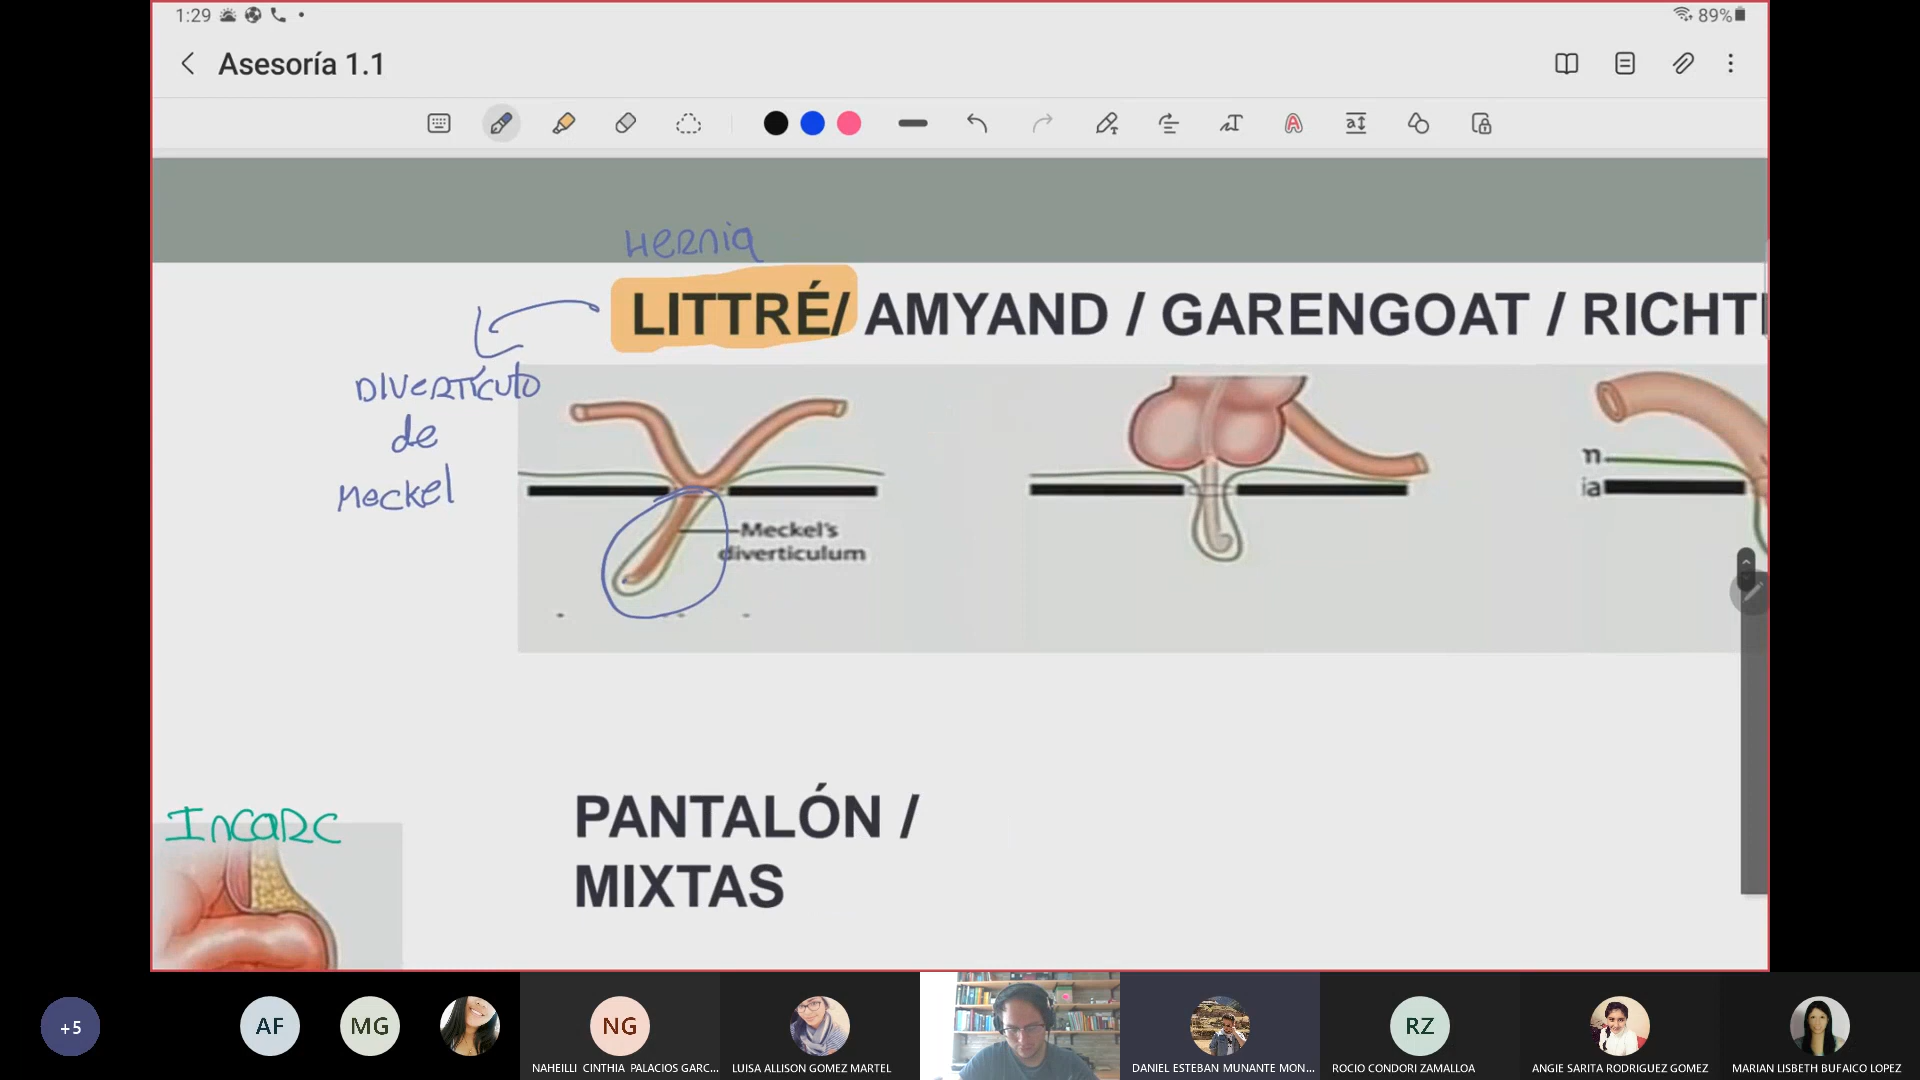 1:29
89%
Asesoría 1.1
Hernia
LITTRÉ/ AMYAND / GARENGOAT / RICHT
DIVERTÍCULO
de
Meckel
Meckel's
diverticulum
n
ia
PANTALÓN /
MIXTAS
INCARC
+5
AF
MG
NG
RZ
NAHEILLI CINTHIA PALACIOS GARC...
LUISA ALLISON GOMEZ MARTEL
DANIEL ESTEBAN MUNANTE MON...
ROCIO CONDORI ZAMALLOA
ANGIE SARITA RODRIGUEZ GOMEZ
MARIAN LISBETH BUFAICO LOPEZ